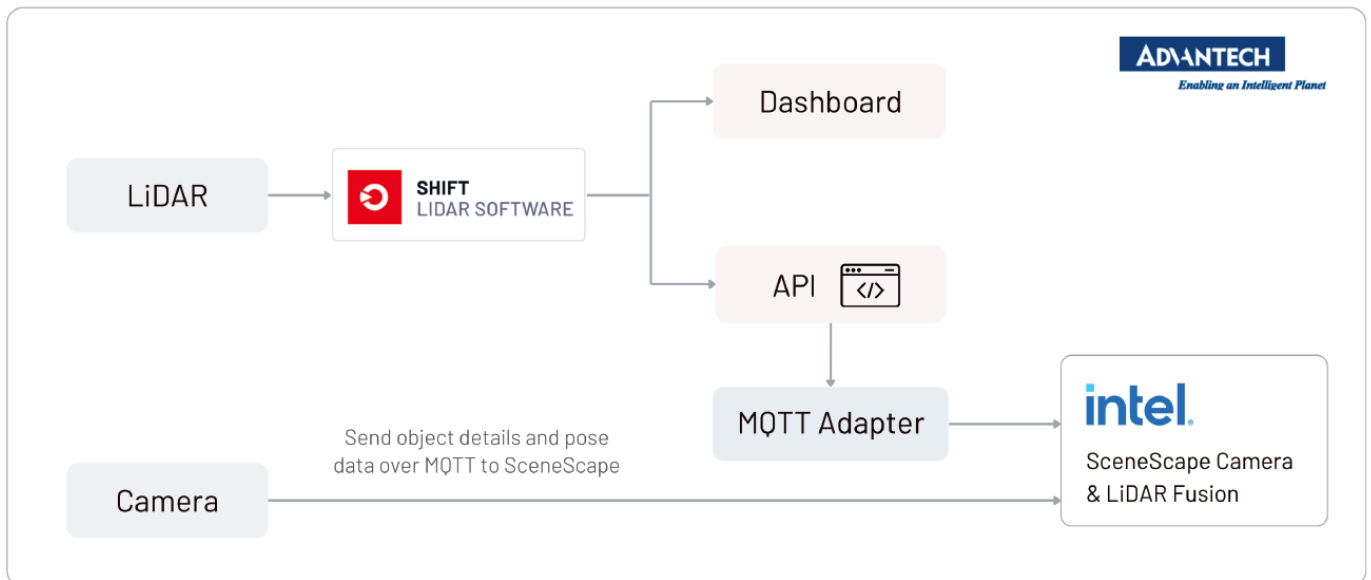 ADVANTECH
Enabling an Intelligent Planet
Dashboard
LiDAR
SHIFT
LIDAR SOFTWARE
API
</>
MQTT Adapter
intel.
SceneScape Camera
& LiDAR Fusion
Send object details and pose
data over MQTT to SceneScape
Camera